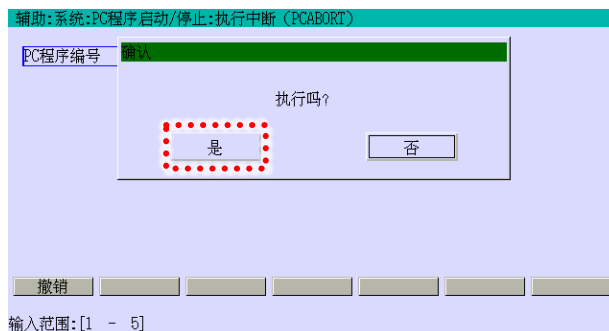 辅助:系统:PC程序启动/停止:执行中断（PCABORT）
PC程序编号
确认
执行吗?
是
否
撤销
输入范围:[1 - 5]